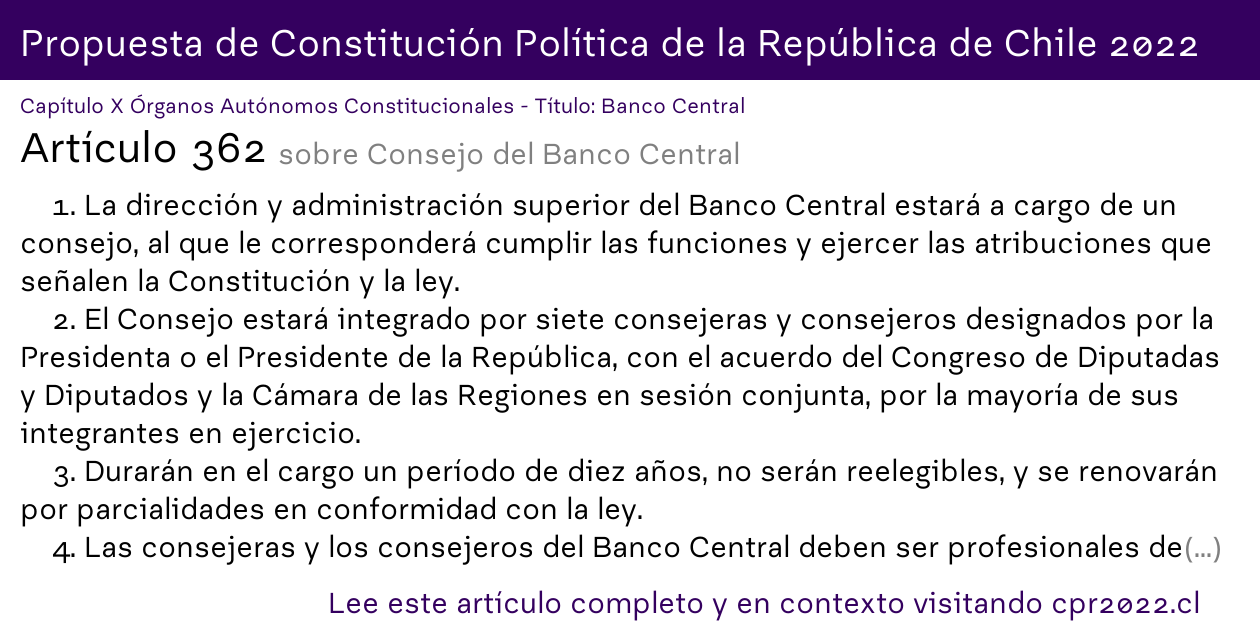 Propuesta de Constitución Política de la República de Chile 2022
Capítulo X Órganos Autónomos Constitucionales - Título: Banco Central
Artículo 362 sobre Consejo del Banco Central
1. La dirección y administración superior del Banco Central estará a cargo de un
consejo, al que le corresponderá cumplir las funciones y ejercer las atribuciones que
señalen la Constitución y la ley.
2. El Consejo estará integrado por siete consejeras y consejeros designados por la
Presidenta o el Presidente de la República, con el acuerdo del Congreso de Diputadas
y Diputados y la Cámara de las Regiones en sesión conjunta, por la mayoría de sus
integrantes en ejercicio.
3. Durarán en el cargo un período de diez años, no serán reelegibles, y se renovarán
por parcialidades en conformidad con la ley.
4. Las consejeras y los consejeros del Banco Central deben ser profesionales de(...)
Lee este artículo completo y en contexto visitando cpr2022.cl